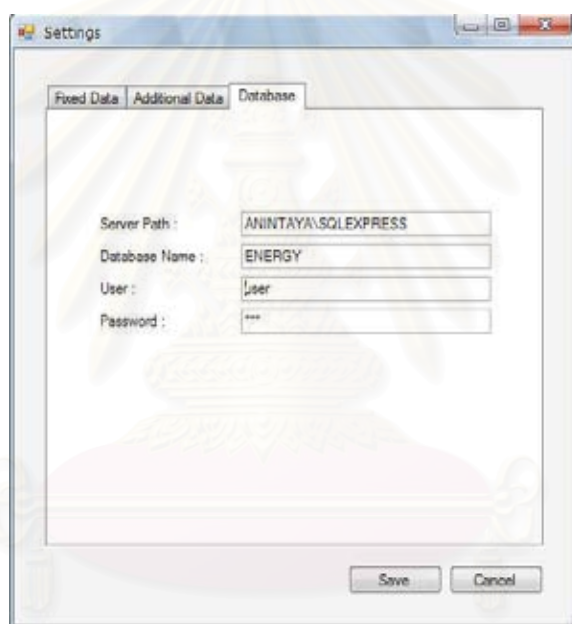 Settings
Fixed Data Additional Data Database
Server Path : ANINTAYA\SQLEXPRESS
Database Name : ENERGY
User : user
Password : ***
Save Cancel